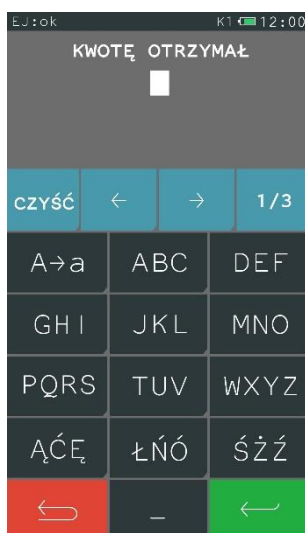 EJ:ok K1 12:00
KWOTĘ OTRZYMAŁ
CZYŚĆ ← → 1/3
A→a ABC DEF
GHI JKL MNO
PQRS TUV WXYZ
ĄĆĘ ŁŃÓ ŚŻŹ
_